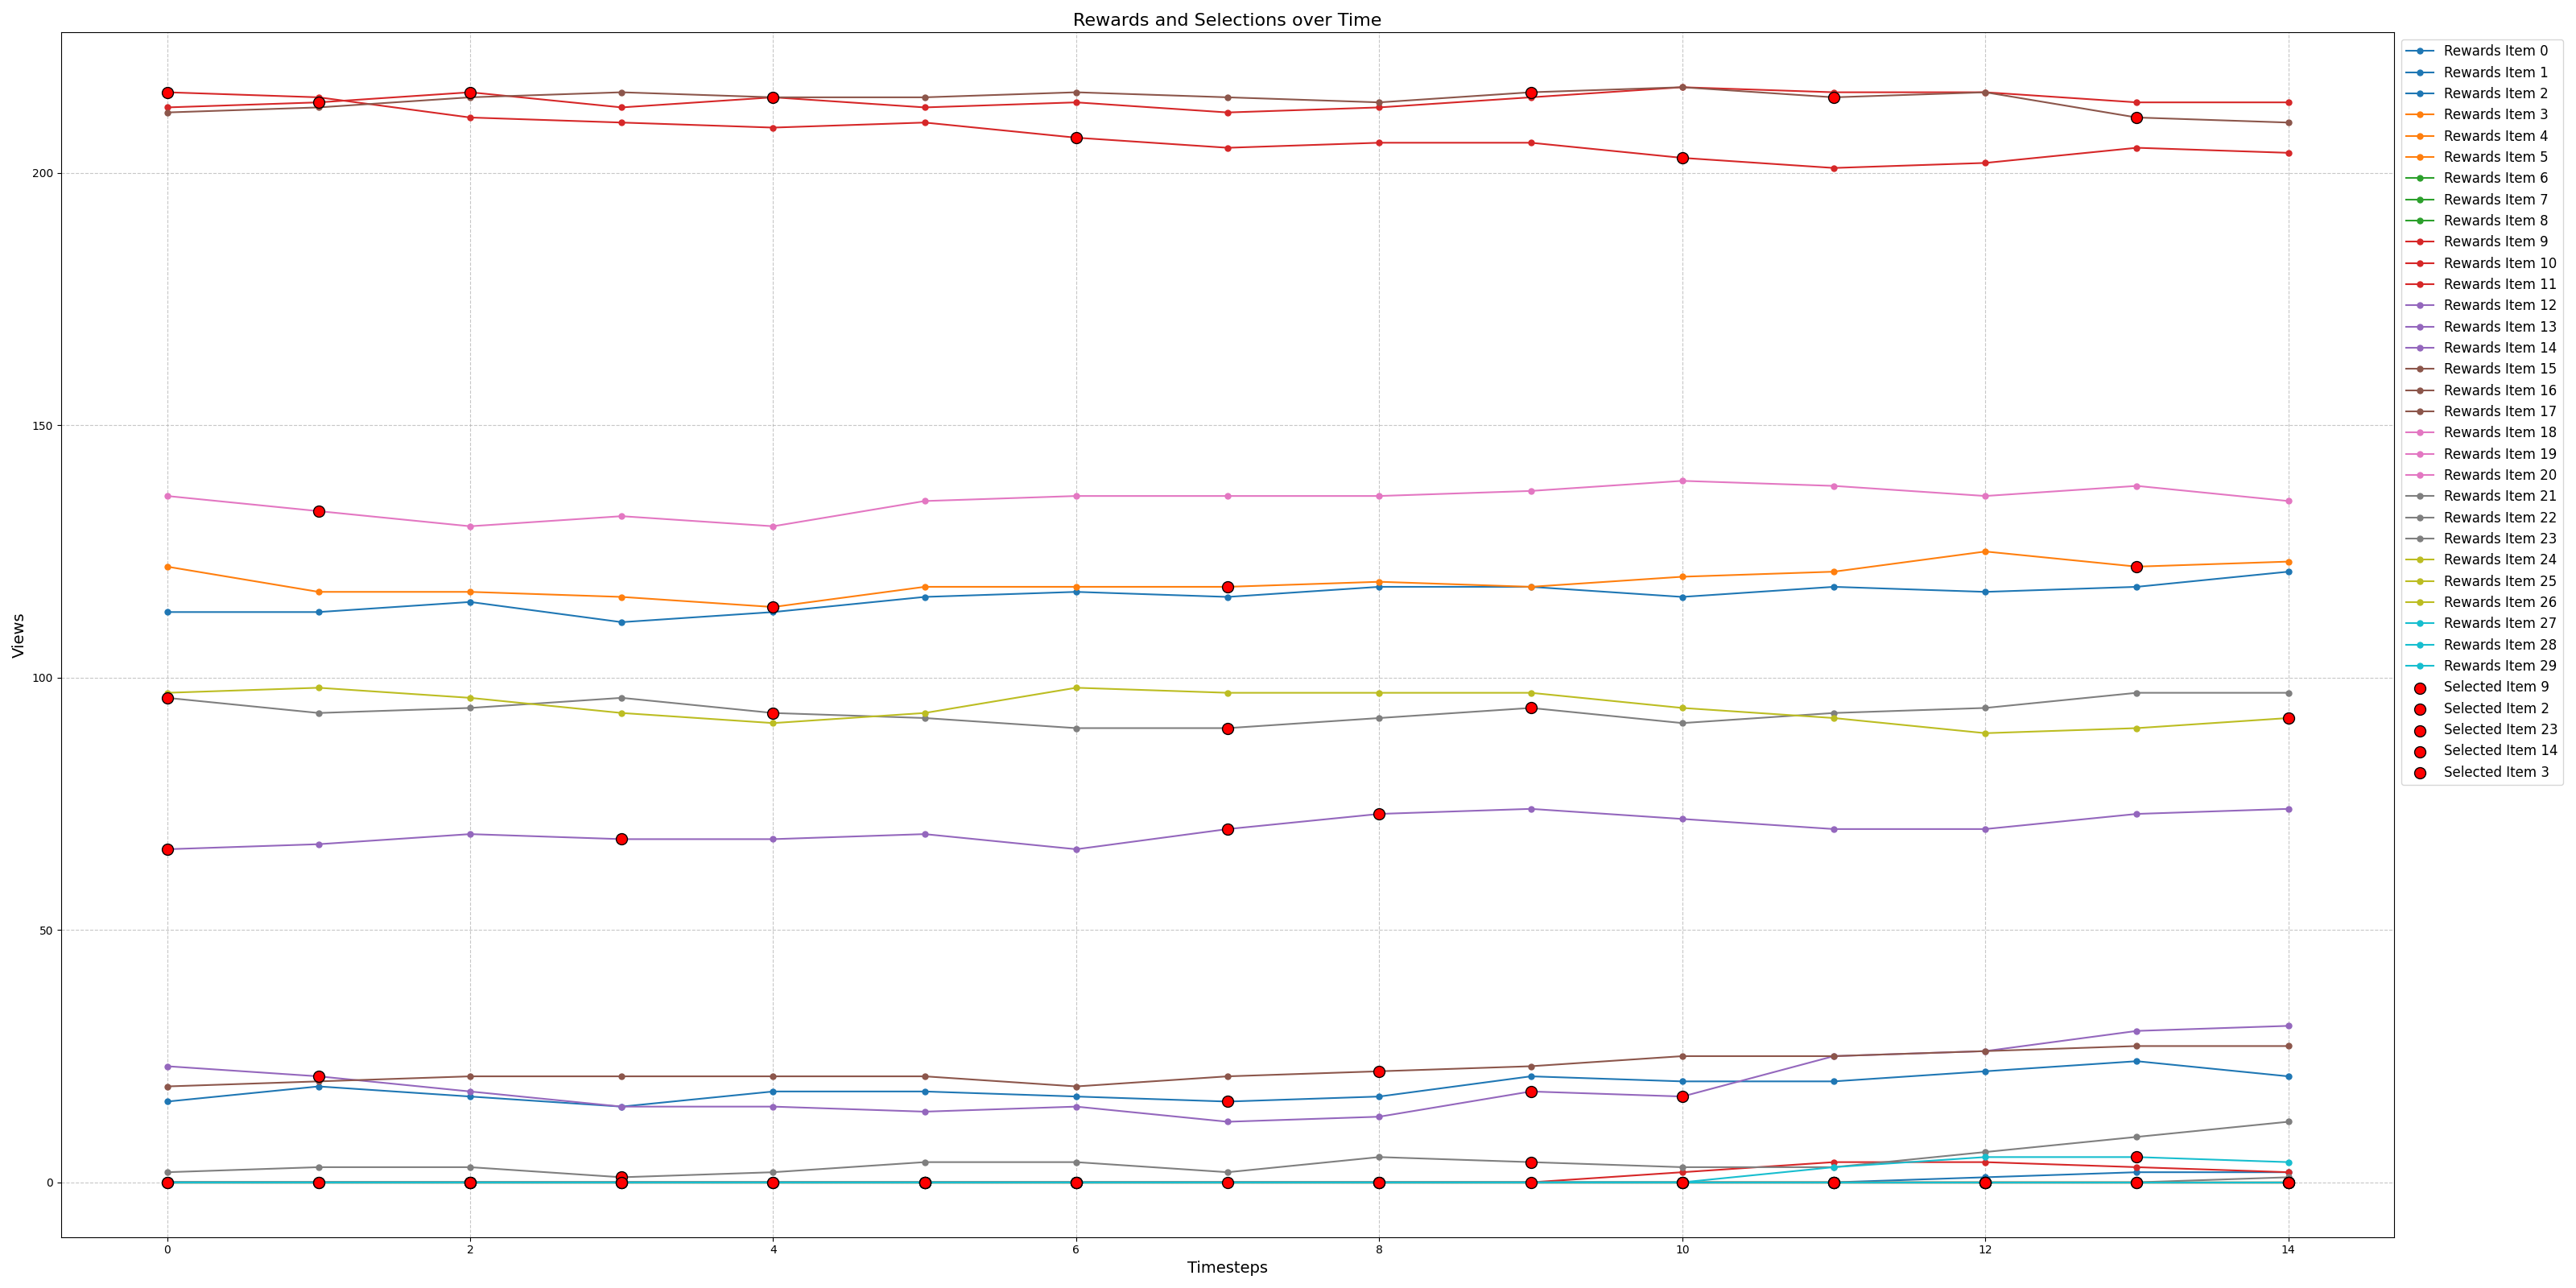 Rewards and Selections over Time
Views
200
150
100
50
0
0 2 4 6 8 10 12 14
Timesteps
Rewards Item 0
Rewards Item 1
Rewards Item 2
Rewards Item 3
Rewards Item 4
Rewards Item 5
Rewards Item 6
Rewards Item 7
Rewards Item 8
Rewards Item 9
Rewards Item 10
Rewards Item 11
Rewards Item 12
Rewards Item 13
Rewards Item 14
Rewards Item 15
Rewards Item 16
Rewards Item 17
Rewards Item 18
Rewards Item 19
Rewards Item 20
Rewards Item 21
Rewards Item 22
Rewards Item 23
Rewards Item 24
Rewards Item 25
Rewards Item 26
Rewards Item 27
Rewards Item 28
Rewards Item 29
Selected Item 9
Selected Item 2
Selected Item 23
Selected Item 14
Selected Item 3